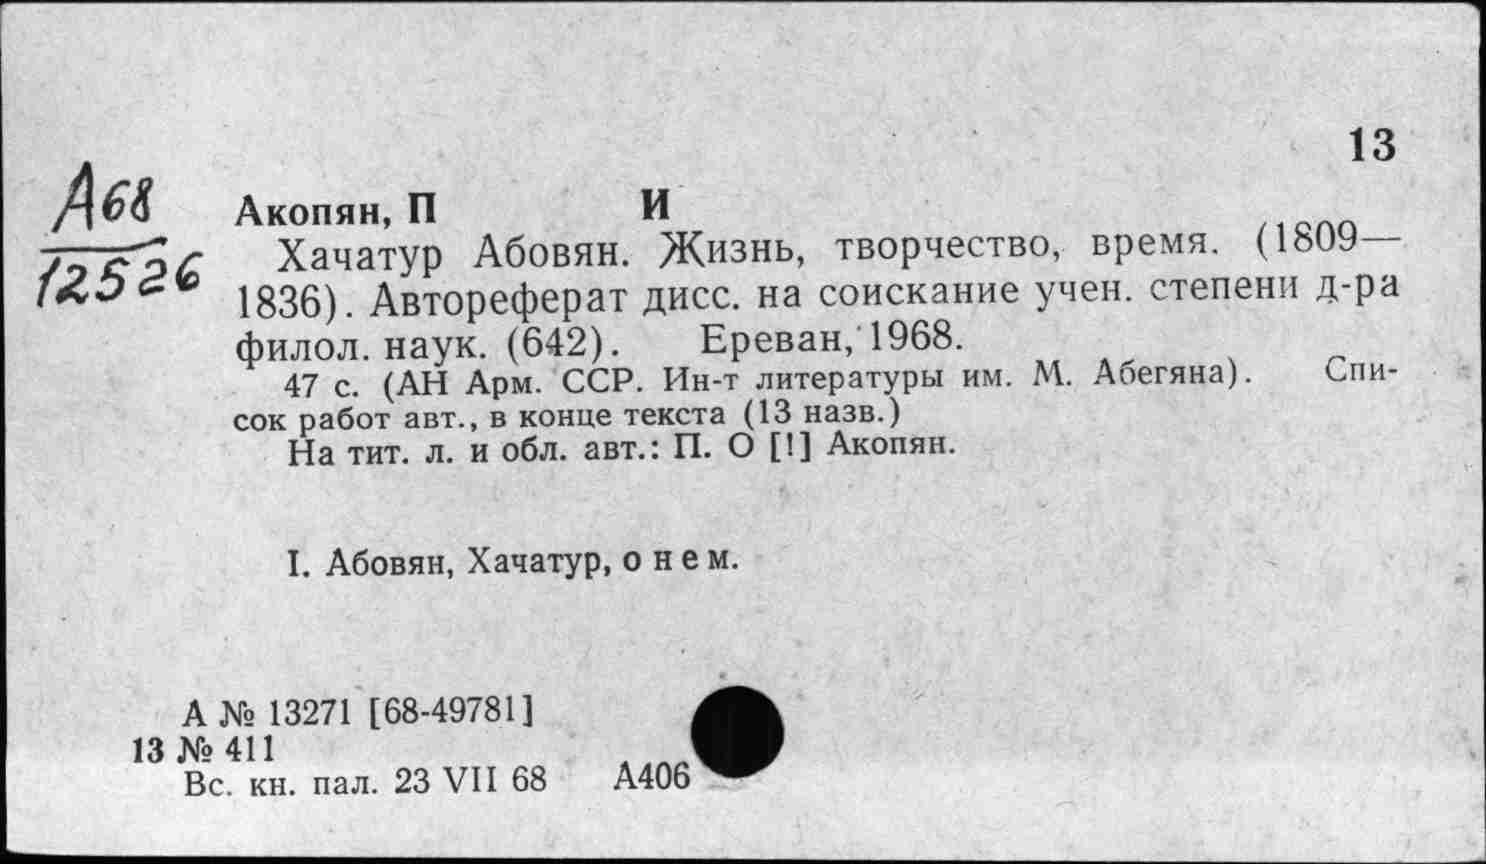 13
А68
12526
Акопян, П И
Хачатур Абовян. Жизнь, творчество, время. (1809—
1836). Автореферат дисс. на соискание учен. степени д-ра
филол. наук. (642). Ереван, 1968.
47 с. (АН Арм. ССР. Ин-т литературы им. М. Абегяна). Спи-
сок работ авт., в конце текста (13 назв.)
На тит. л. и обл. авт.: П. О [!] Акопян.
I. Абовян, Хачатур, о н е м.
А № 13271 [68-49781]
13 № 411
Вс. кн. пал. 23 VII 68 А406